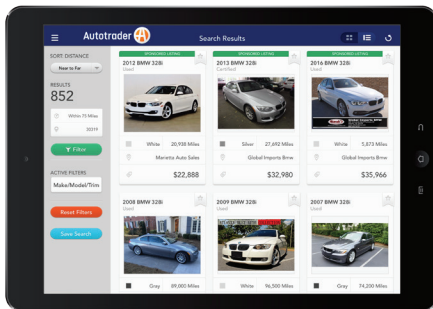 Autotrader
Search Results
SORT: DISTANCE
Near to Far
RESULTS
852
Within 75 Miles
30319
Filter
ACTIVE FILTERS
Make/Model/Trim
Reset Filters
Save Search
SPONSORED LISTING
2012 BMW 328i
Used
White 20,938 Miles
Marietta Auto Sales
$22,888
SPONSORED LISTING
2013 BMW 328i
Certified
Silver 27,692 Miles
Global Imports Bmw
$32,980
SPONSORED LISTING
2016 BMW 328i
Used
Global Imports BMW
White 5,873 Miles
Global Imports Bmw
$35,966
2008 BMW 328i
Used
Gray 89,000 Miles
2009 BMW 328i
Used
White 96,500 Miles
2007 BMW 328i
Used
Gray 74,200 Miles